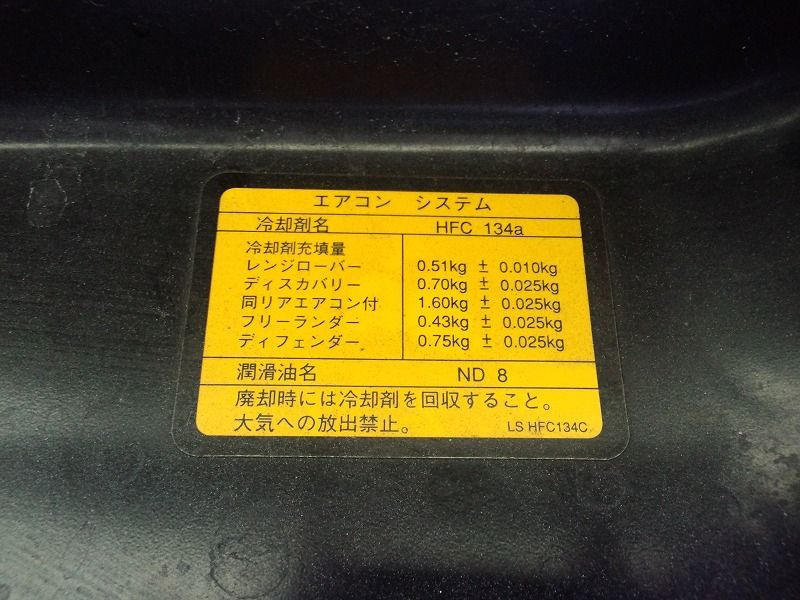 エアコン システム
冷却剤名 HFC 134a
冷却剤充填量
レンジローバー 0.51kg ± 0.010kg
ディスカバリー 0.70kg ± 0.025kg
同リアエアコン付 1.60kg ± 0.025kg
フリーランダー 0.43kg ± 0.025kg
ディフェンダー 0.75kg ± 0.025kg
潤滑油名 ND 8
廃却時には冷却剤を回収すること。
大気への放出禁止。 LS HFC134C